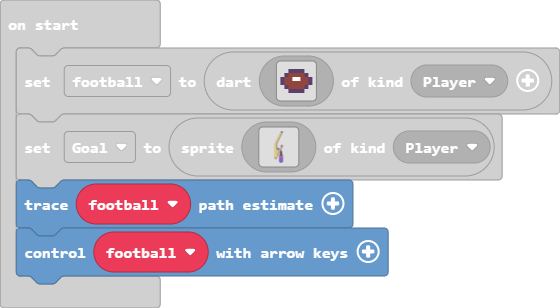 on start
set football to dart of kind Player
set Goal to sprite of kind Player
trace football path estimate
control football with arrow keys